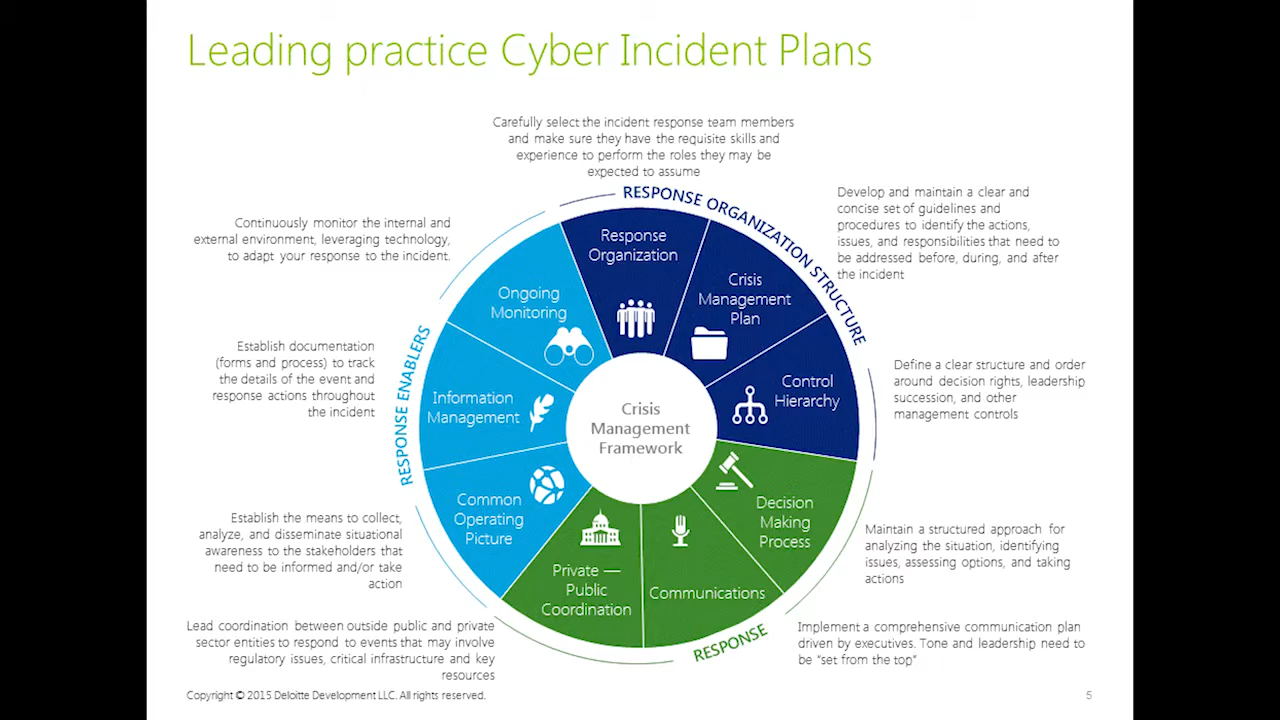 Leading practice Cyber Incident Plans
Carefully select the incident response team members
and make sure they have the requisite skills and
experience to perform the roles they may be
expected to assume
RESPONSE ORGANIZATION STRUCTURE
Develop and maintain a clear and
concise set of guidelines and
procedures to identify the actions,
issues, and responsibilities that need to
be addressed before, during, and after
the incident
Continuously monitor the internal and
external environment, leveraging technology,
to adapt your response to the incident.
Response
Organization
Crisis
Management
Plan
Ongoing
Monitoring
RESPONSE ENABLERS
Establish documentation
(forms and process) to track
the details of the event and
response actions throughout
the incident
Information
Management
Crisis
Management
Framework
Control
Hierarchy
Define a clear structure and order
around decision rights, leadership
succession, and other
management controls
Common
Operating
Picture
Decision
Making
Process
Establish the means to collect,
analyze, and disseminate situational
awareness to the stakeholders that
need to be informed and/or take
action
Maintain a structured approach for
analyzing the situation, identifying
issues, assessing options, and taking
actions
Private —
Public
Coordination
Communications
RESPONSE
Lead coordination between outside public and private
sector entities to respond to events that may involve
regulatory issues, critical infrastructure and key
resources
Implement a comprehensive communication plan
driven by executives. Tone and leadership need to
be “set from the top”
Copyright © 2015 Deloitte Development LLC. All rights reserved.
5